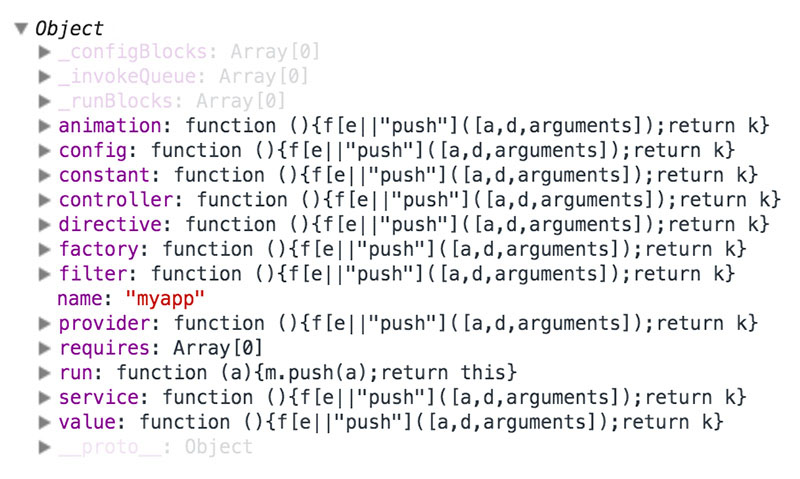 Object
_configBlocks: Array[0]
_invokeQueue: Array[0]
_runBlocks: Array[0]
animation: function (){f[e||"push"]([a,d,arguments]);return k}
config: function (){f[e||"push"]([a,d,arguments]);return k}
constant: function (){f[e||"push"]([a,d,arguments]);return k}
controller: function (){f[e||"push"]([a,d,arguments]);return k}
directive: function (){f[e||"push"]([a,d,arguments]);return k}
factory: function (){f[e||"push"]([a,d,arguments]);return k}
filter: function (){f[e||"push"]([a,d,arguments]);return k}
name: "myapp"
provider: function (){f[e||"push"]([a,d,arguments]);return k}
requires: Array[0]
run: function (a){m.push(a);return this}
service: function (){f[e||"push"]([a,d,arguments]);return k}
value: function (){f[e||"push"]([a,d,arguments]);return k}
__proto__: Object